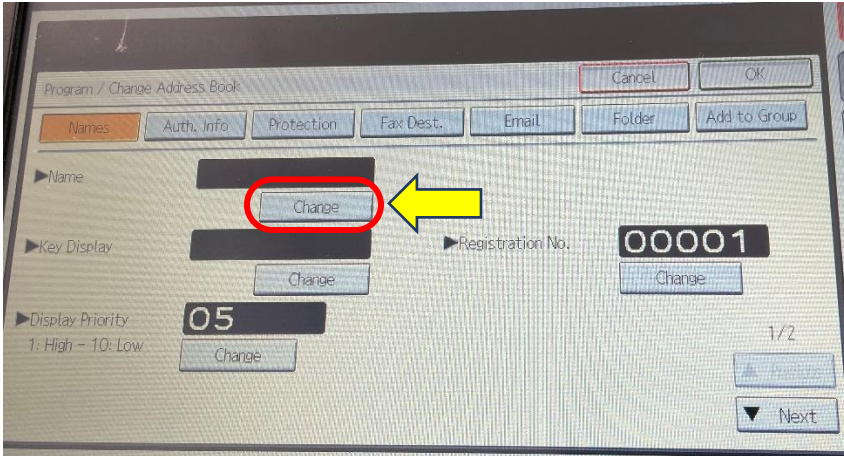 Program / Change Address Book
Cancel
OK
Names
Auth. Info
Protection
Fax Dest.
Email
Folder
Add to Group
▶Name
Change
▶Key Display
Change
▶Registration No.
00001
Change
▶Display Priority
05
1: High - 10: Low
Change
1/2
▲
▼ Next